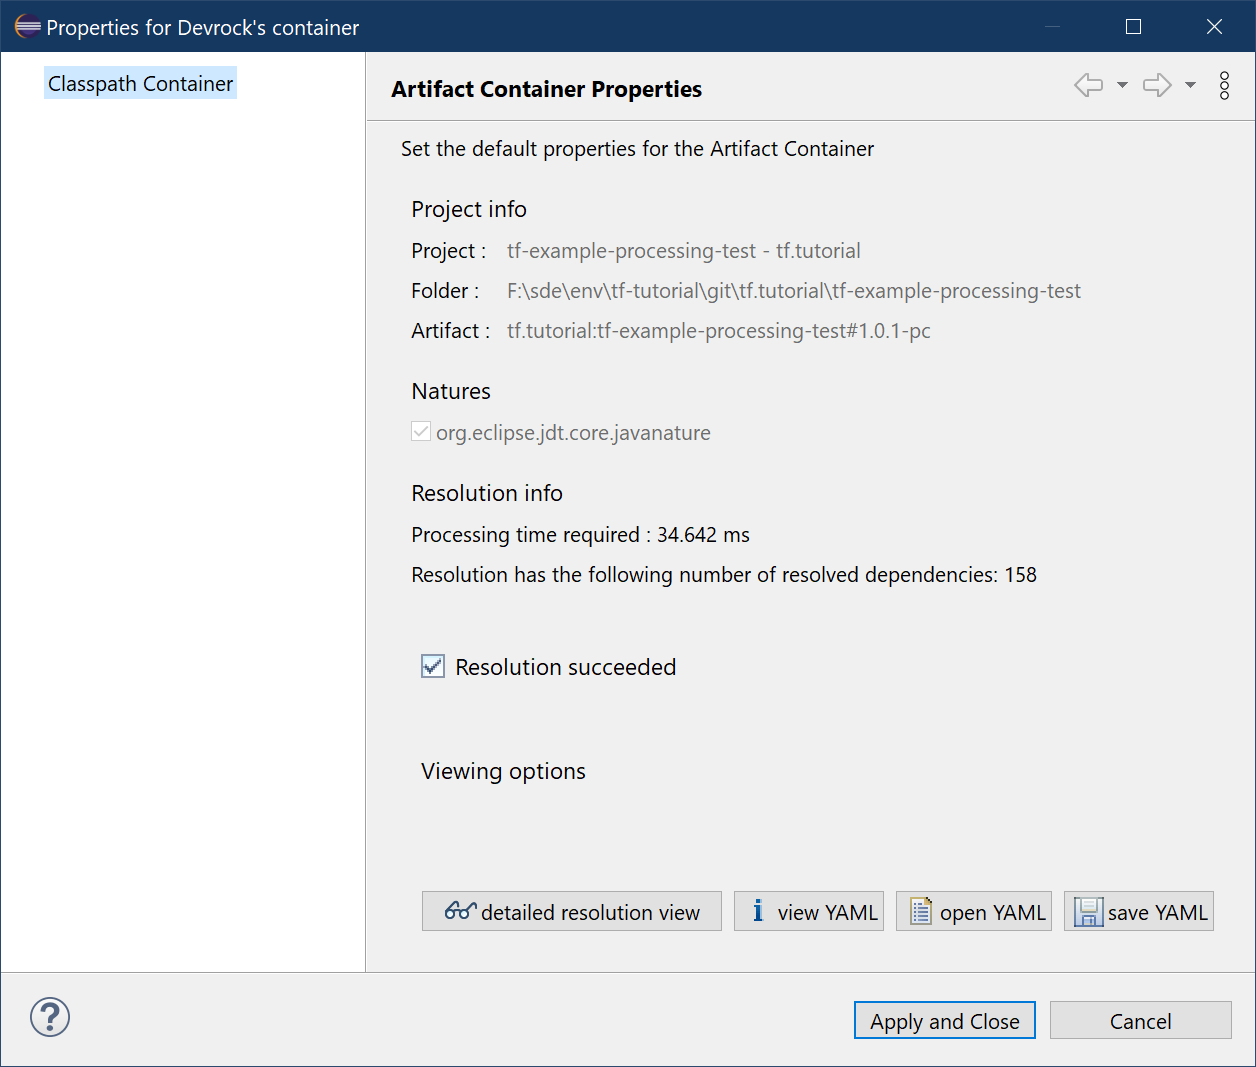 Properties for Devrock's container
Classpath Container
Artifact Container Properties
Set the default properties for the Artifact Container
Project info
Project : tf-example-processing-test - tf.tutorial
Folder : F:\sde\env\tf-tutorial\git\tf.tutorial\tf-example-processing-test
Artifact : tf.tutorial:tf-example-processing-test#1.0.1-pc
Natures
org.eclipse.jdt.core.javanature
Resolution info
Processing time required : 34.642 ms
Resolution has the following number of resolved dependencies: 158
Resolution succeeded
Viewing options
detailed resolution view
view YAML
open YAML
save YAML
Apply and Close
Cancel